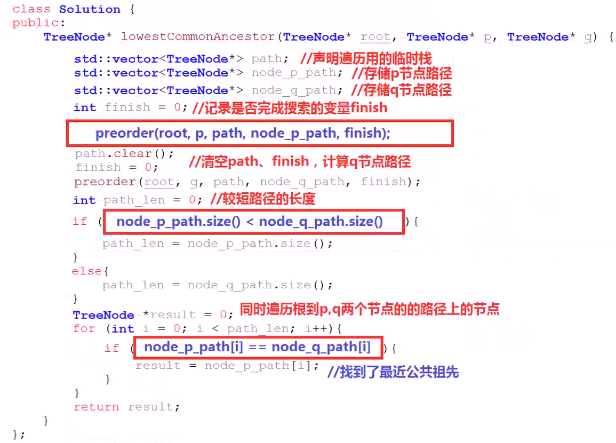 class Solution {
public:
TreeNode* lowestCommonAncestor(TreeNode* root, TreeNode* p, TreeNode* q) {
std::vector<TreeNode*> path; //声明遍历用的临时栈
std::vector<TreeNode*> node_p_path; //存储p节点路径
std::vector<TreeNode*> node_q_path; //存储q节点路径
int finish = 0; //记录是否完成搜索的变量finish
preorder(root, p, path, node_p_path, finish);
path.clear();
finish = 0; //清空path、finish，计算q节点路径
preorder(root, q, path, node_q_path, finish);
int path_len = 0; //较短路径的长度
if ( node_p_path.size() < node_q_path.size() ){
path_len = node_p_path.size();
}
else{
path_len = node_q_path.size();
}
TreeNode *result = 0; 同时遍历根到p,q两个节点的的路径上的节点
for (int i = 0; i < path_len; i++){
if ( node_p_path[i] == node_q_path[i] ){
result = node_p_path[i]; //找到了最近公共祖先
}
}
return result;
}
};